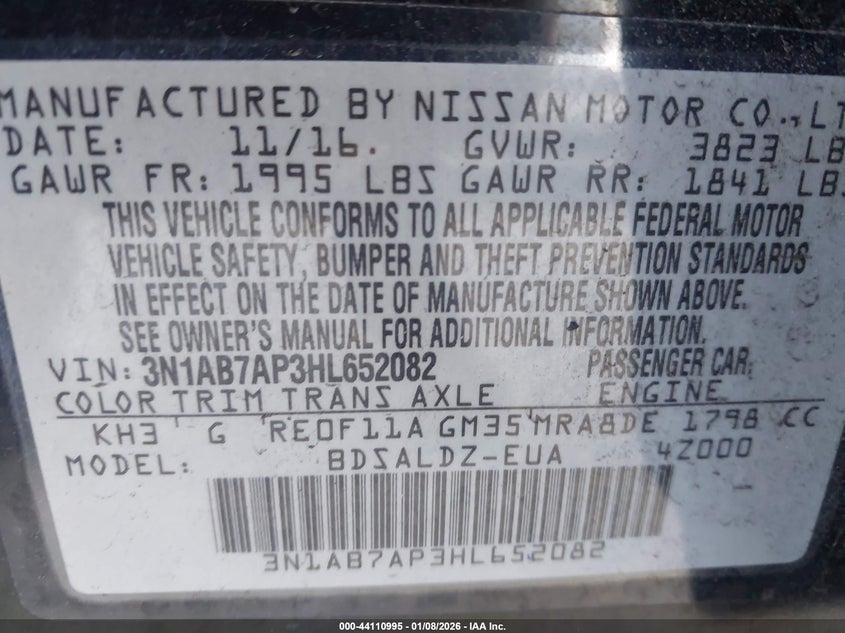 MANUFACTURED BY NISSAN MOTOR CO., LT
DATE: 11/16. GVWR: 3823 LB
GAWR FR: 1995 LBS GAWR RR: 1841 LBS
THIS VEHICLE CONFORMS TO ALL APPLICABLE FEDERAL MOTOR
VEHICLE SAFETY, BUMPER AND THEFT PREVENTION STANDARDS
IN EFFECT ON THE DATE OF MANUFACTURE SHOWN ABOVE.
SEE OWNER'S MANUAL FOR ADDITIONAL INFORMATION.
VIN: 3N1AB7AP3HL652082 PASSENGER CAR.
COLOR TRIM TRANS AXLE ENGINE
KH3 G RE0F11A GM35 MRA8DE 1798 CC
MODEL: BDSALDZ-EUA 4Z000
3N1AB7AP3HL652082
000-44110995 - 01/08/2026 - IAA Inc.